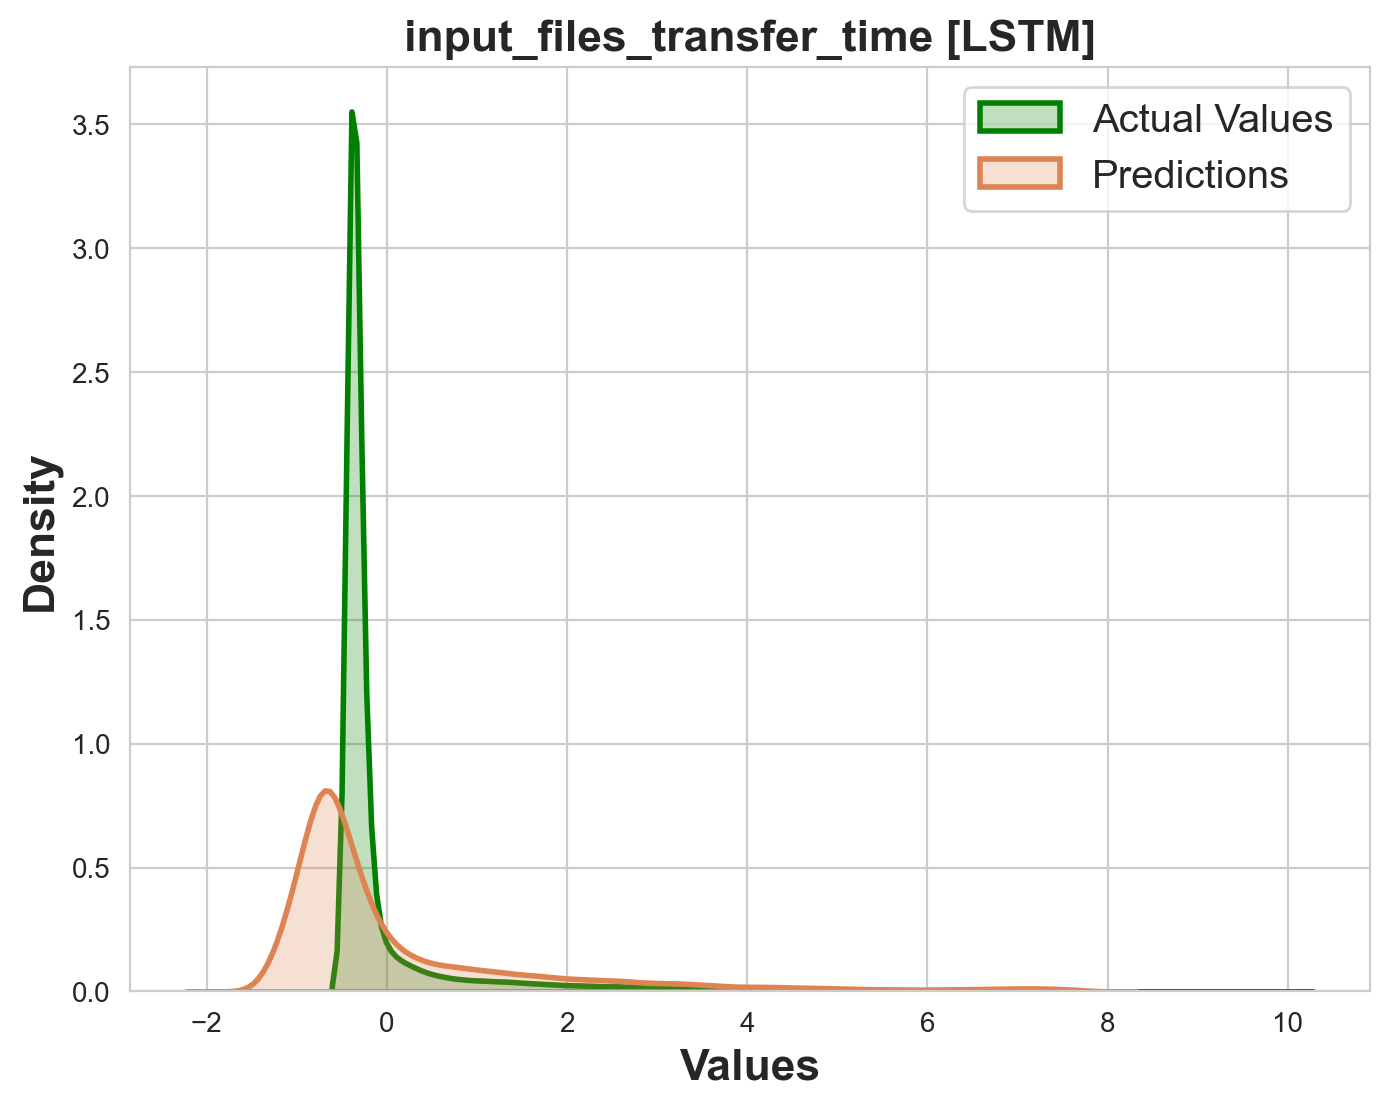 input_files_transfer_time [LSTM]
Actual Values
Predictions
Density
3.5
3.0
2.5
2.0
1.5
1.0
0.5
0.0
−2 0 2 4 6 8 10
Values